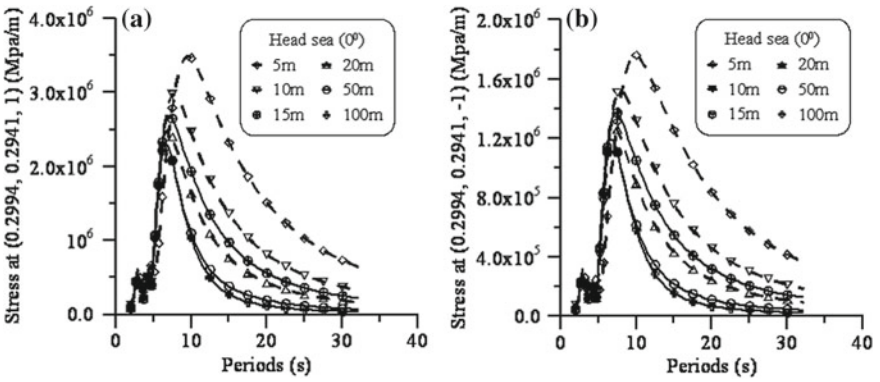 (a)
Stress at (0.2994, 0.2941, 1) (Mpa/m)
4.0x10⁶
3.0x10⁶
2.0x10⁶
10⁶
0.0
0 10 20 30 40
Periods (s)
Head sea (0⁰)
5m 20m
10m 50m
15m 100m
(b)
Stress at (0.2994, 0.2941, -1) (Mpa/m)
2.0x10⁶
1.6x10⁶
1.2x10⁶
8.0x10⁵
4.0x10⁵
0.0
0 10 20 30 40
Periods (s)
Head sea (0⁰)
5m 20m
10m 50m
15m 100m